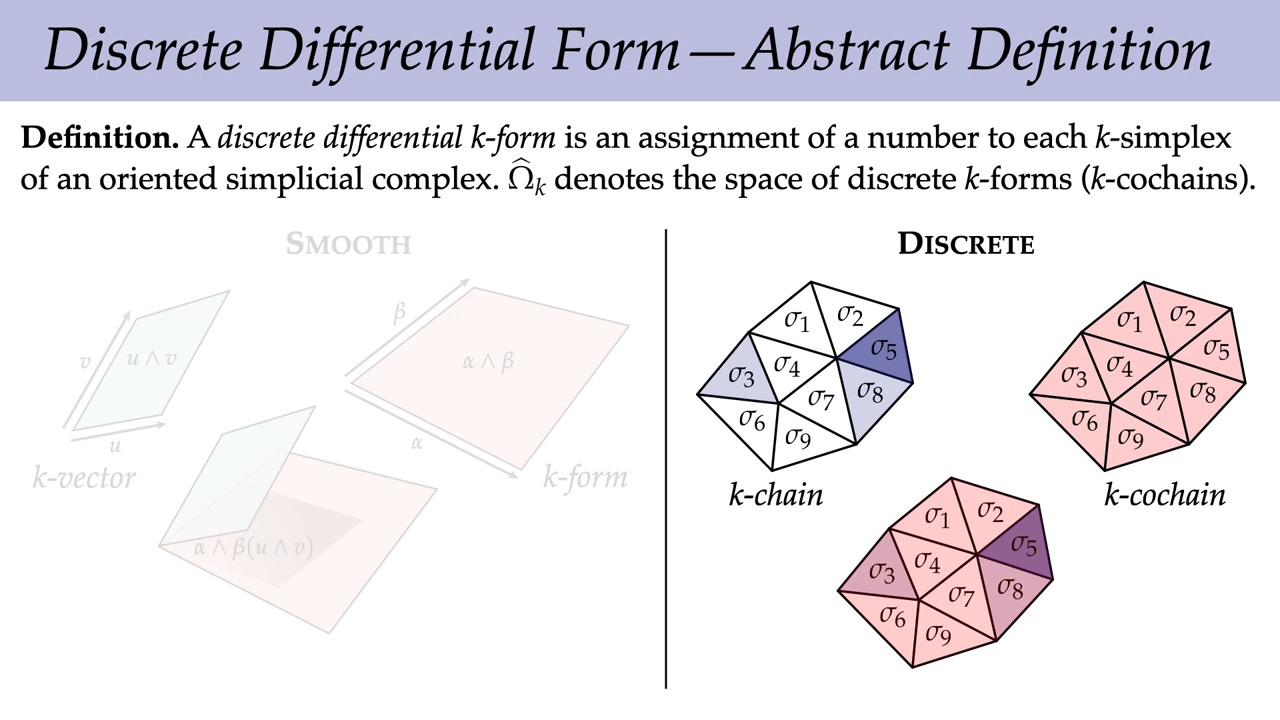 Discrete Differential Form—Abstract Definition
Definition. A discrete differential k-form is an assignment of a number to each k-simplex
of an oriented simplicial complex. Ω̂ₖ denotes the space of discrete k-forms (k-cochains).
SMOOTH
v
u ∧ v
u
k-vector
β
α ∧ β
α
k-form
α ∧ β(u ∧ v)
DISCRETE
σ₁
σ₂
σ₃
σ₄
σ₅
σ₆
σ₇
σ₈
σ₉
k-chain
σ₁
σ₂
σ₃
σ₄
σ₅
σ₆
σ₇
σ₈
σ₉
k-cochain
σ₁
σ₂
σ₃
σ₄
σ₅
σ₆
σ₇
σ₈
σ₉